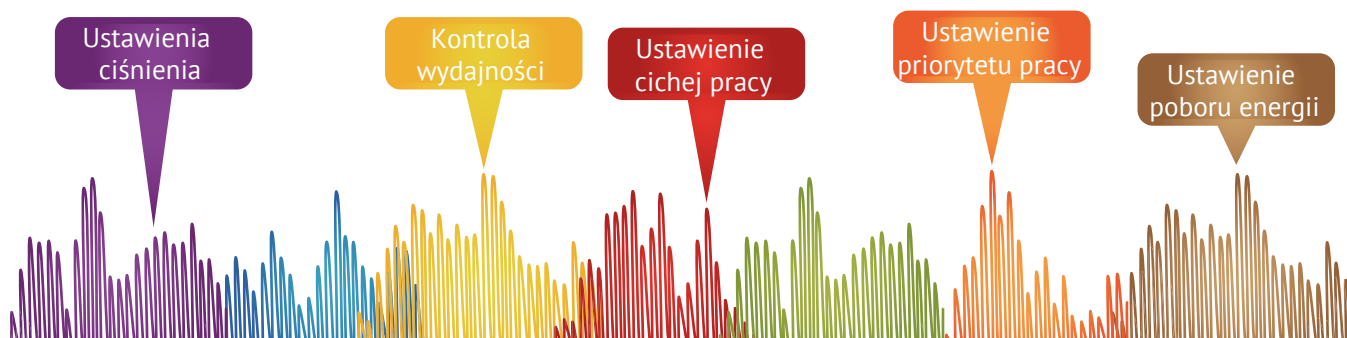 Ustawienia
ciśnienia
Kontrola
wydajności
Ustawienie
cichej pracy
Ustawienie
priorytetu pracy
Ustawienie
poboru energii